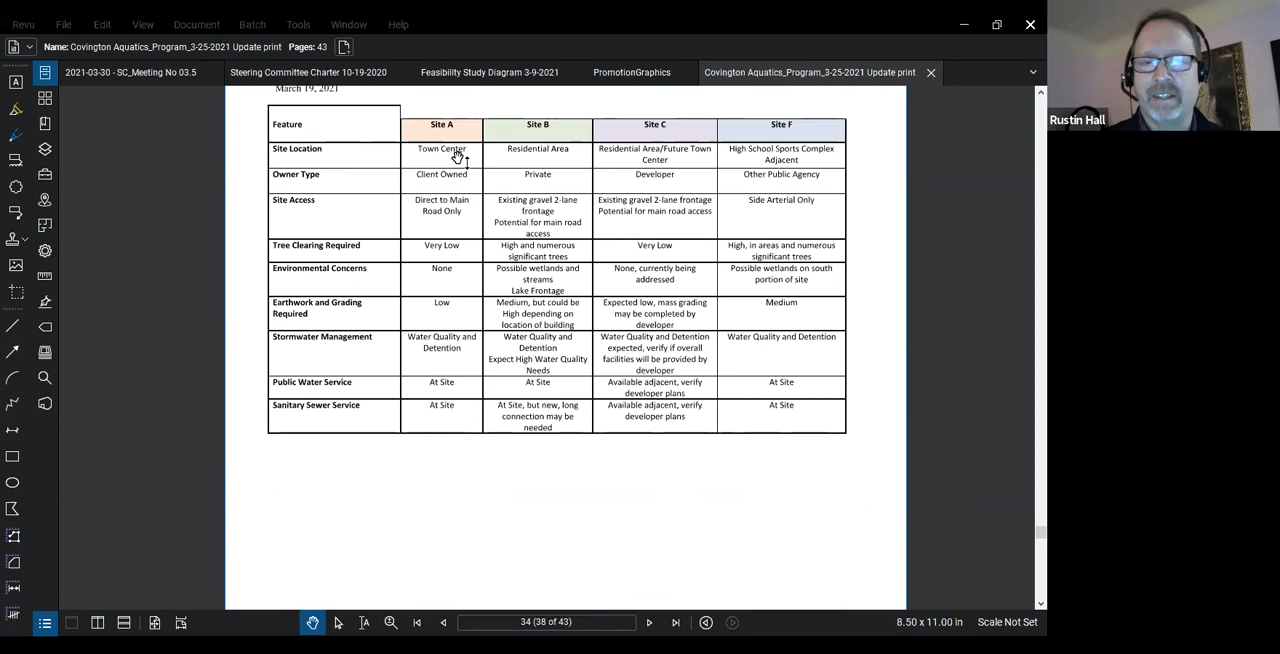 Revu File Edit View Document Batch Tools Window Help
Name: Covington Aquatics_Program_3-25-2021 Update print Pages: 43
2021-03-30 - SC_Meeting No 03.5 Steering Committee Charter 10-19-2020 Feasibility Study Diagram 3-9-2021 PromotionGraphics Covington Aquatics_Program_3-25-2021 Update print
March 19, 2021
Feature Site A Site B Site C Site F
Site Location Town Center Residential Area Residential Area/Future Town Center High School Sports Complex Adjacent
Owner Type Client Owned Private Developer Other Public Agency
Site Access Direct to Main Road Only Existing gravel 2-lane frontage Potential for main road access Existing gravel 2-lane frontage Potential for main road access Side Arterial Only
Tree Clearing Required Very Low High and numerous significant trees Very Low High, in areas and numerous significant trees
Environmental Concerns None Possible wetlands and streams Lake Frontage None, currently being addressed Possible wetlands on south portion of site
Earthwork and Grading Required Low Medium, but could be High depending on location of building Expected low, mass grading may be completed by developer Medium
Stormwater Management Water Quality and Detention Water Quality and Detention Expect High Water Quality Needs Water Quality and Detention expected, verify if overall facilities will be provided by developer Water Quality and Detention
Public Water Service At Site At Site Available adjacent, verify developer plans At Site
Sanitary Sewer Service At Site At Site, but new, long connection may be needed Available adjacent, verify developer plans At Site
34 (38 of 43) 8.50 x 11.00 in Scale Not Set
Rustin Hall